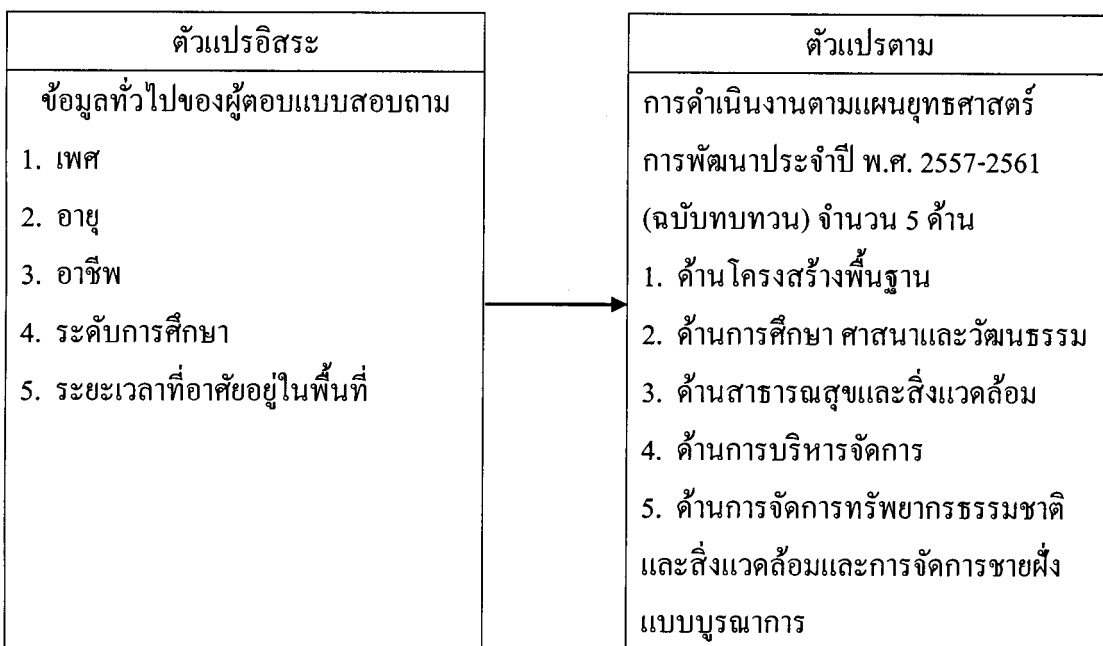 ตัวแปรอิสระ
ข้อมูลทั่วไปของผู้ตอบแบบสอบถาม
1. เพศ
2. อายุ
3. อาชีพ
4. ระดับการศึกษา
5. ระยะเวลาที่อาศัยอยู่ในพื้นที่
ตัวแปรตาม
การดำเนินงานตามแผนยุทธศาสตร์
การพัฒนาประจำปี พ.ศ. 2557-2561
(ฉบับทบทวน) จำนวน 5 ด้าน
1. ด้านโครงสร้างพื้นฐาน
2. ด้านการศึกษา ศาสนาและวัฒนธรรม
3. ด้านสาธารณสุขและสิ่งแวดล้อม
4. ด้านการบริหารจัดการ
5. ด้านการจัดการทรัพยากรธรรมชาติ
และสิ่งแวดล้อมและการจัดการชายฝั่ง
แบบบูรณาการ